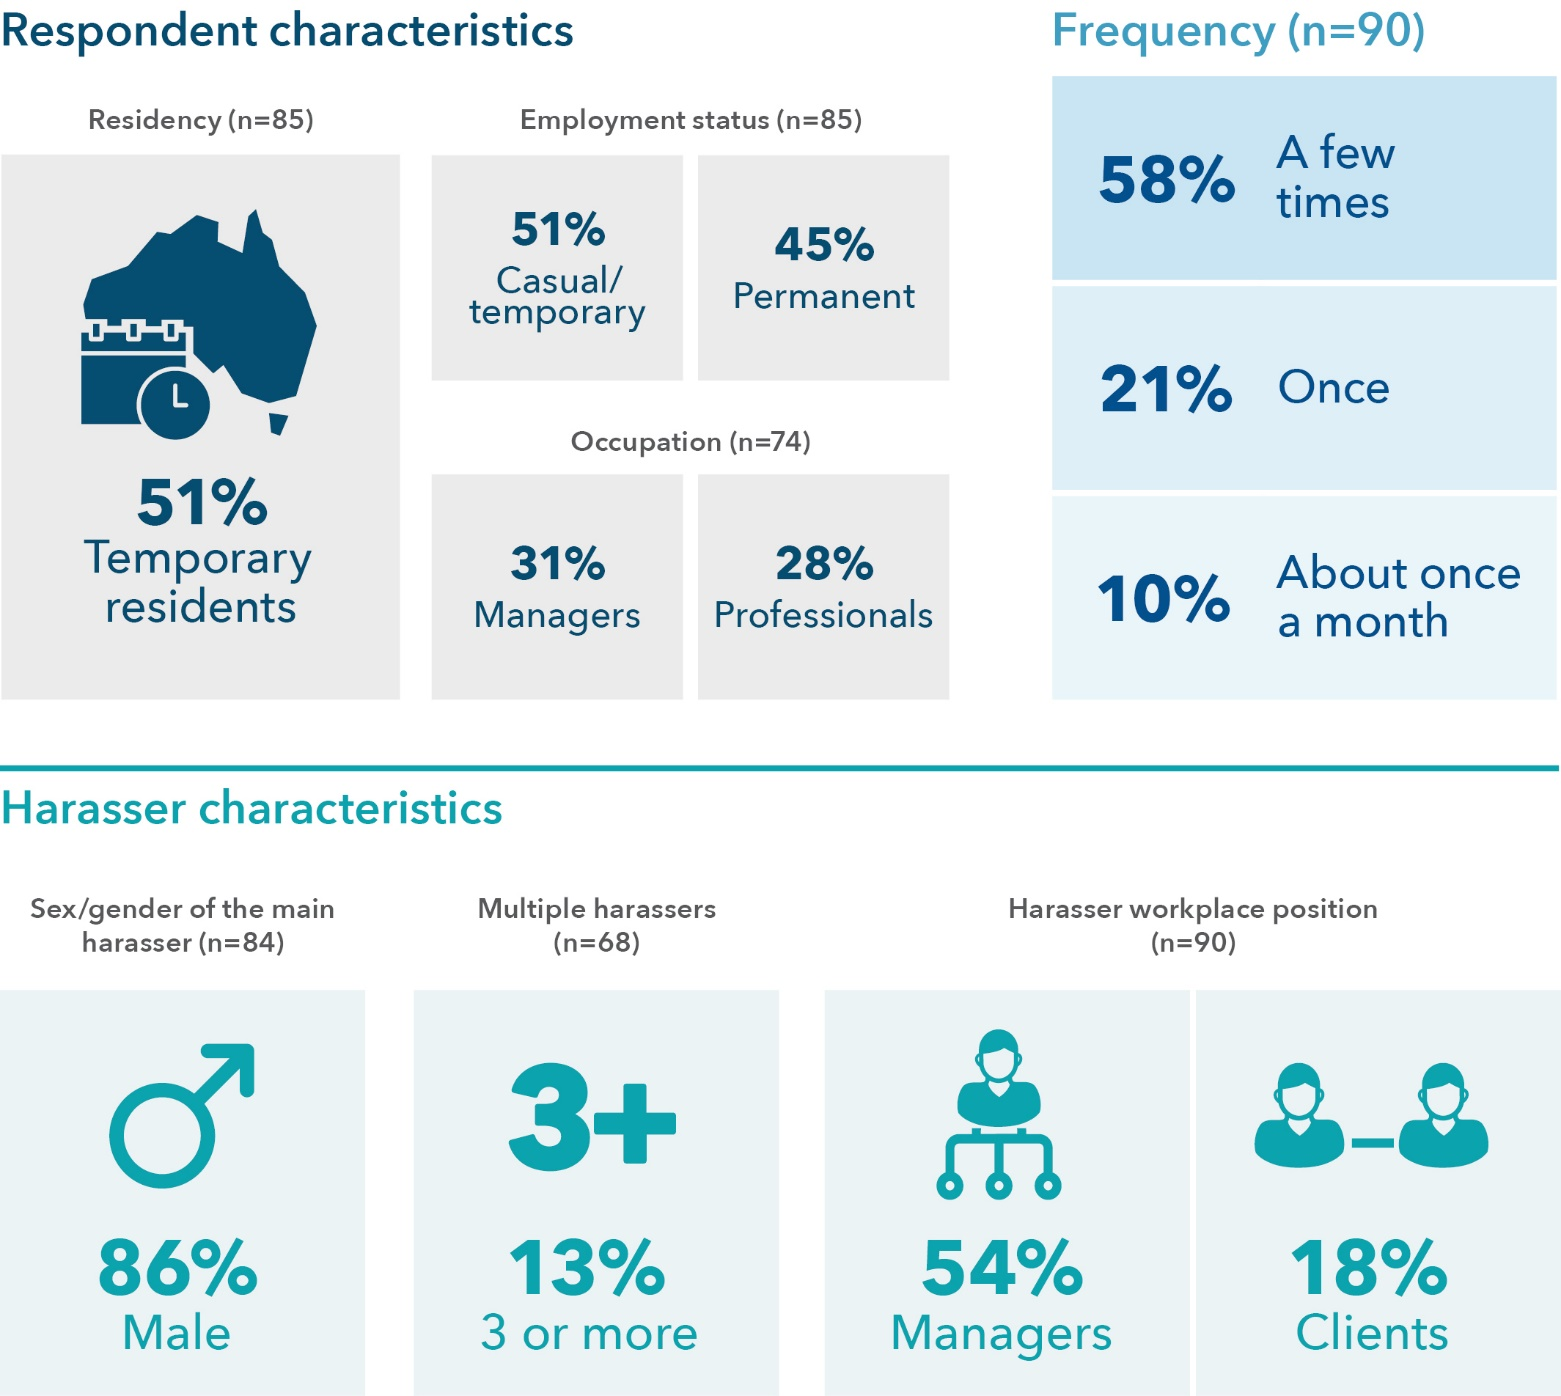 Respondent characteristics
Residency (n=85)
51%
Temporary
residents
Employment status (n=85)
51%
Casual/
temporary
45%
Permanent
Occupation (n=74)
31%
Managers
28%
Professionals
Frequency (n=90)
58%
A few
times
21%
Once
10%
About once
a month
Harasser characteristics
Sex/gender of the main
harasser (n=84)
86%
Male
Multiple harassers
(n=68)
3+
13%
3 or more
Harasser workplace position
(n=90)
54%
Managers
18%
Clients